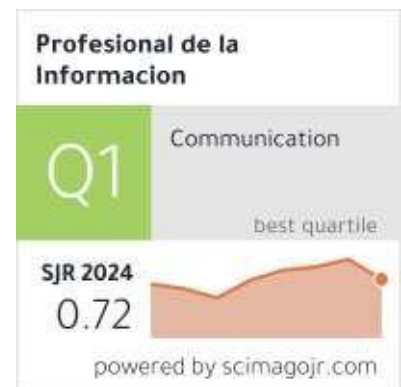 Profesional de la
Informacion
Q1
Communication
best quartile
SJR 2024
0.72
powered by scimagojr.com